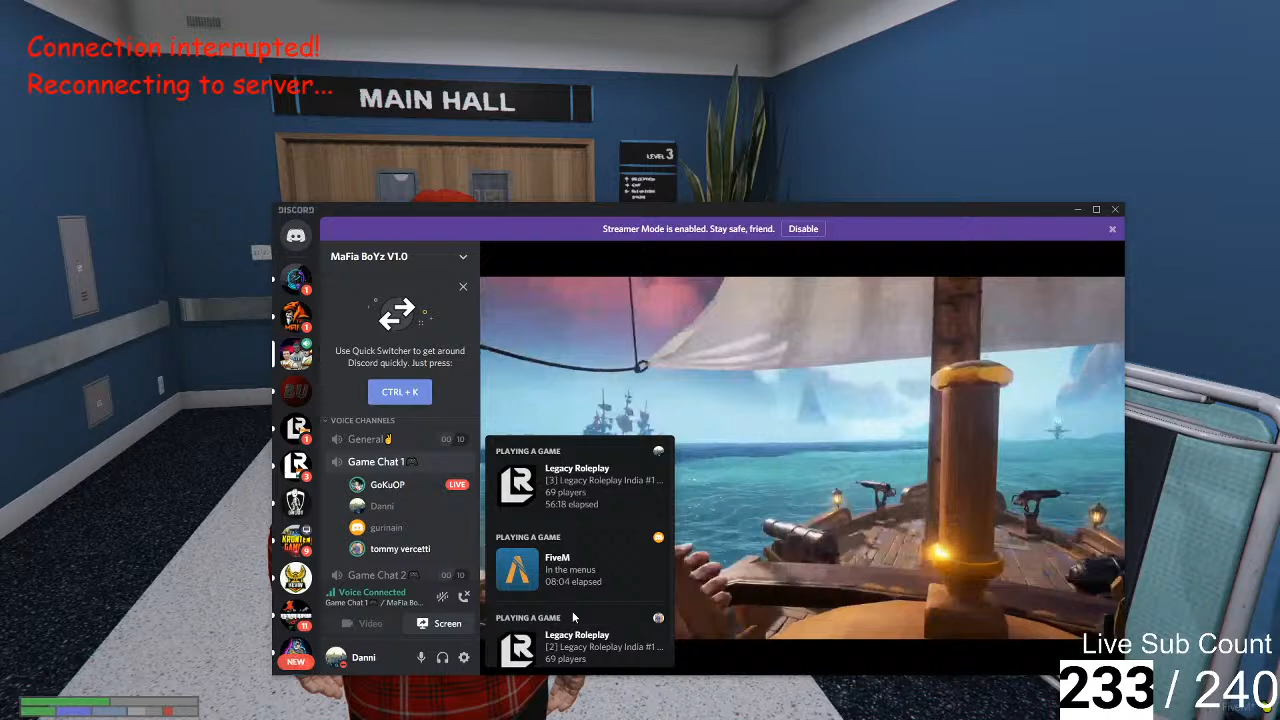 Connection interrupted!
Reconnecting to server...
MAIN HALL
LEVEL 3
DISCORD
Streamer Mode is enabled. Stay safe, friend.
Disable
MaFia BoYz V1.0
Use Quick Switcher to get around
Discord quickly. Just press:
CTRL + K
VOICE CHANNELS
General✌
00 10
Game Chat 1🎮
GoKuOP
LIVE
Danni
gurinain
tommy vercetti
Game Chat 2🎮
00 10
Voice Connected
Game Chat 1🎮 / MaFia Bo...
Video
Screen
NEW
Danni
PLAYING A GAME
Legacy Roleplay
[3] Legacy Roleplay India #1 ...
69 players
56:18 elapsed
PLAYING A GAME
FiveM
In the menus
08:04 elapsed
PLAYING A GAME
Legacy Roleplay
[2] Legacy Roleplay India #1 ...
69 players
Live Sub Count
233 / 240
FiveM